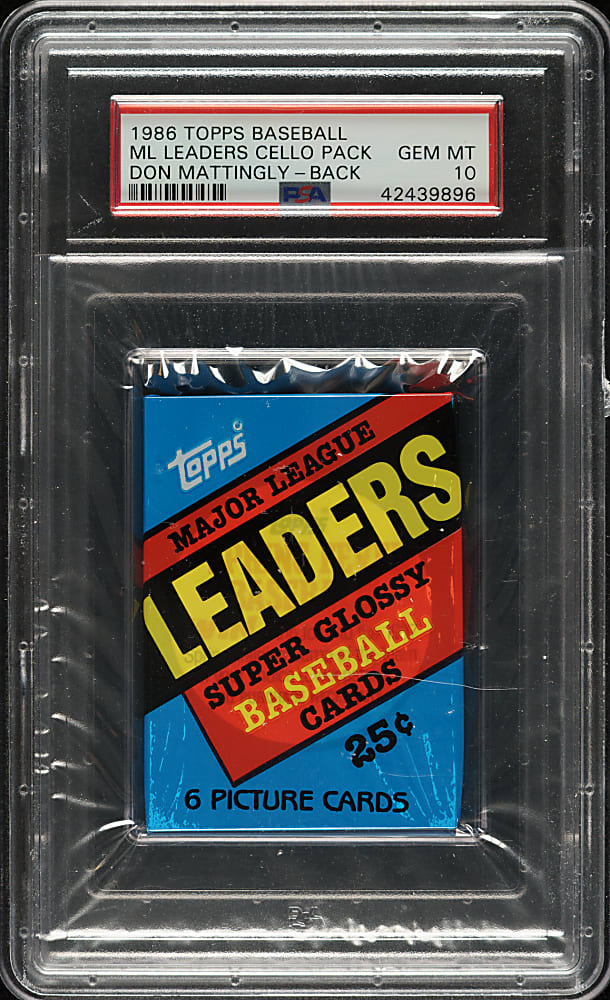 1986 TOPPS BASEBALL
ML LEADERS CELLO PACK GEM MT
DON MATTINGLY - BACK 10
PSA 42439896
topps
MAJOR LEAGUE
LEADERS
SUPER GLOSSY
BASEBALL
CARDS
25¢
6 PICTURE CARDS